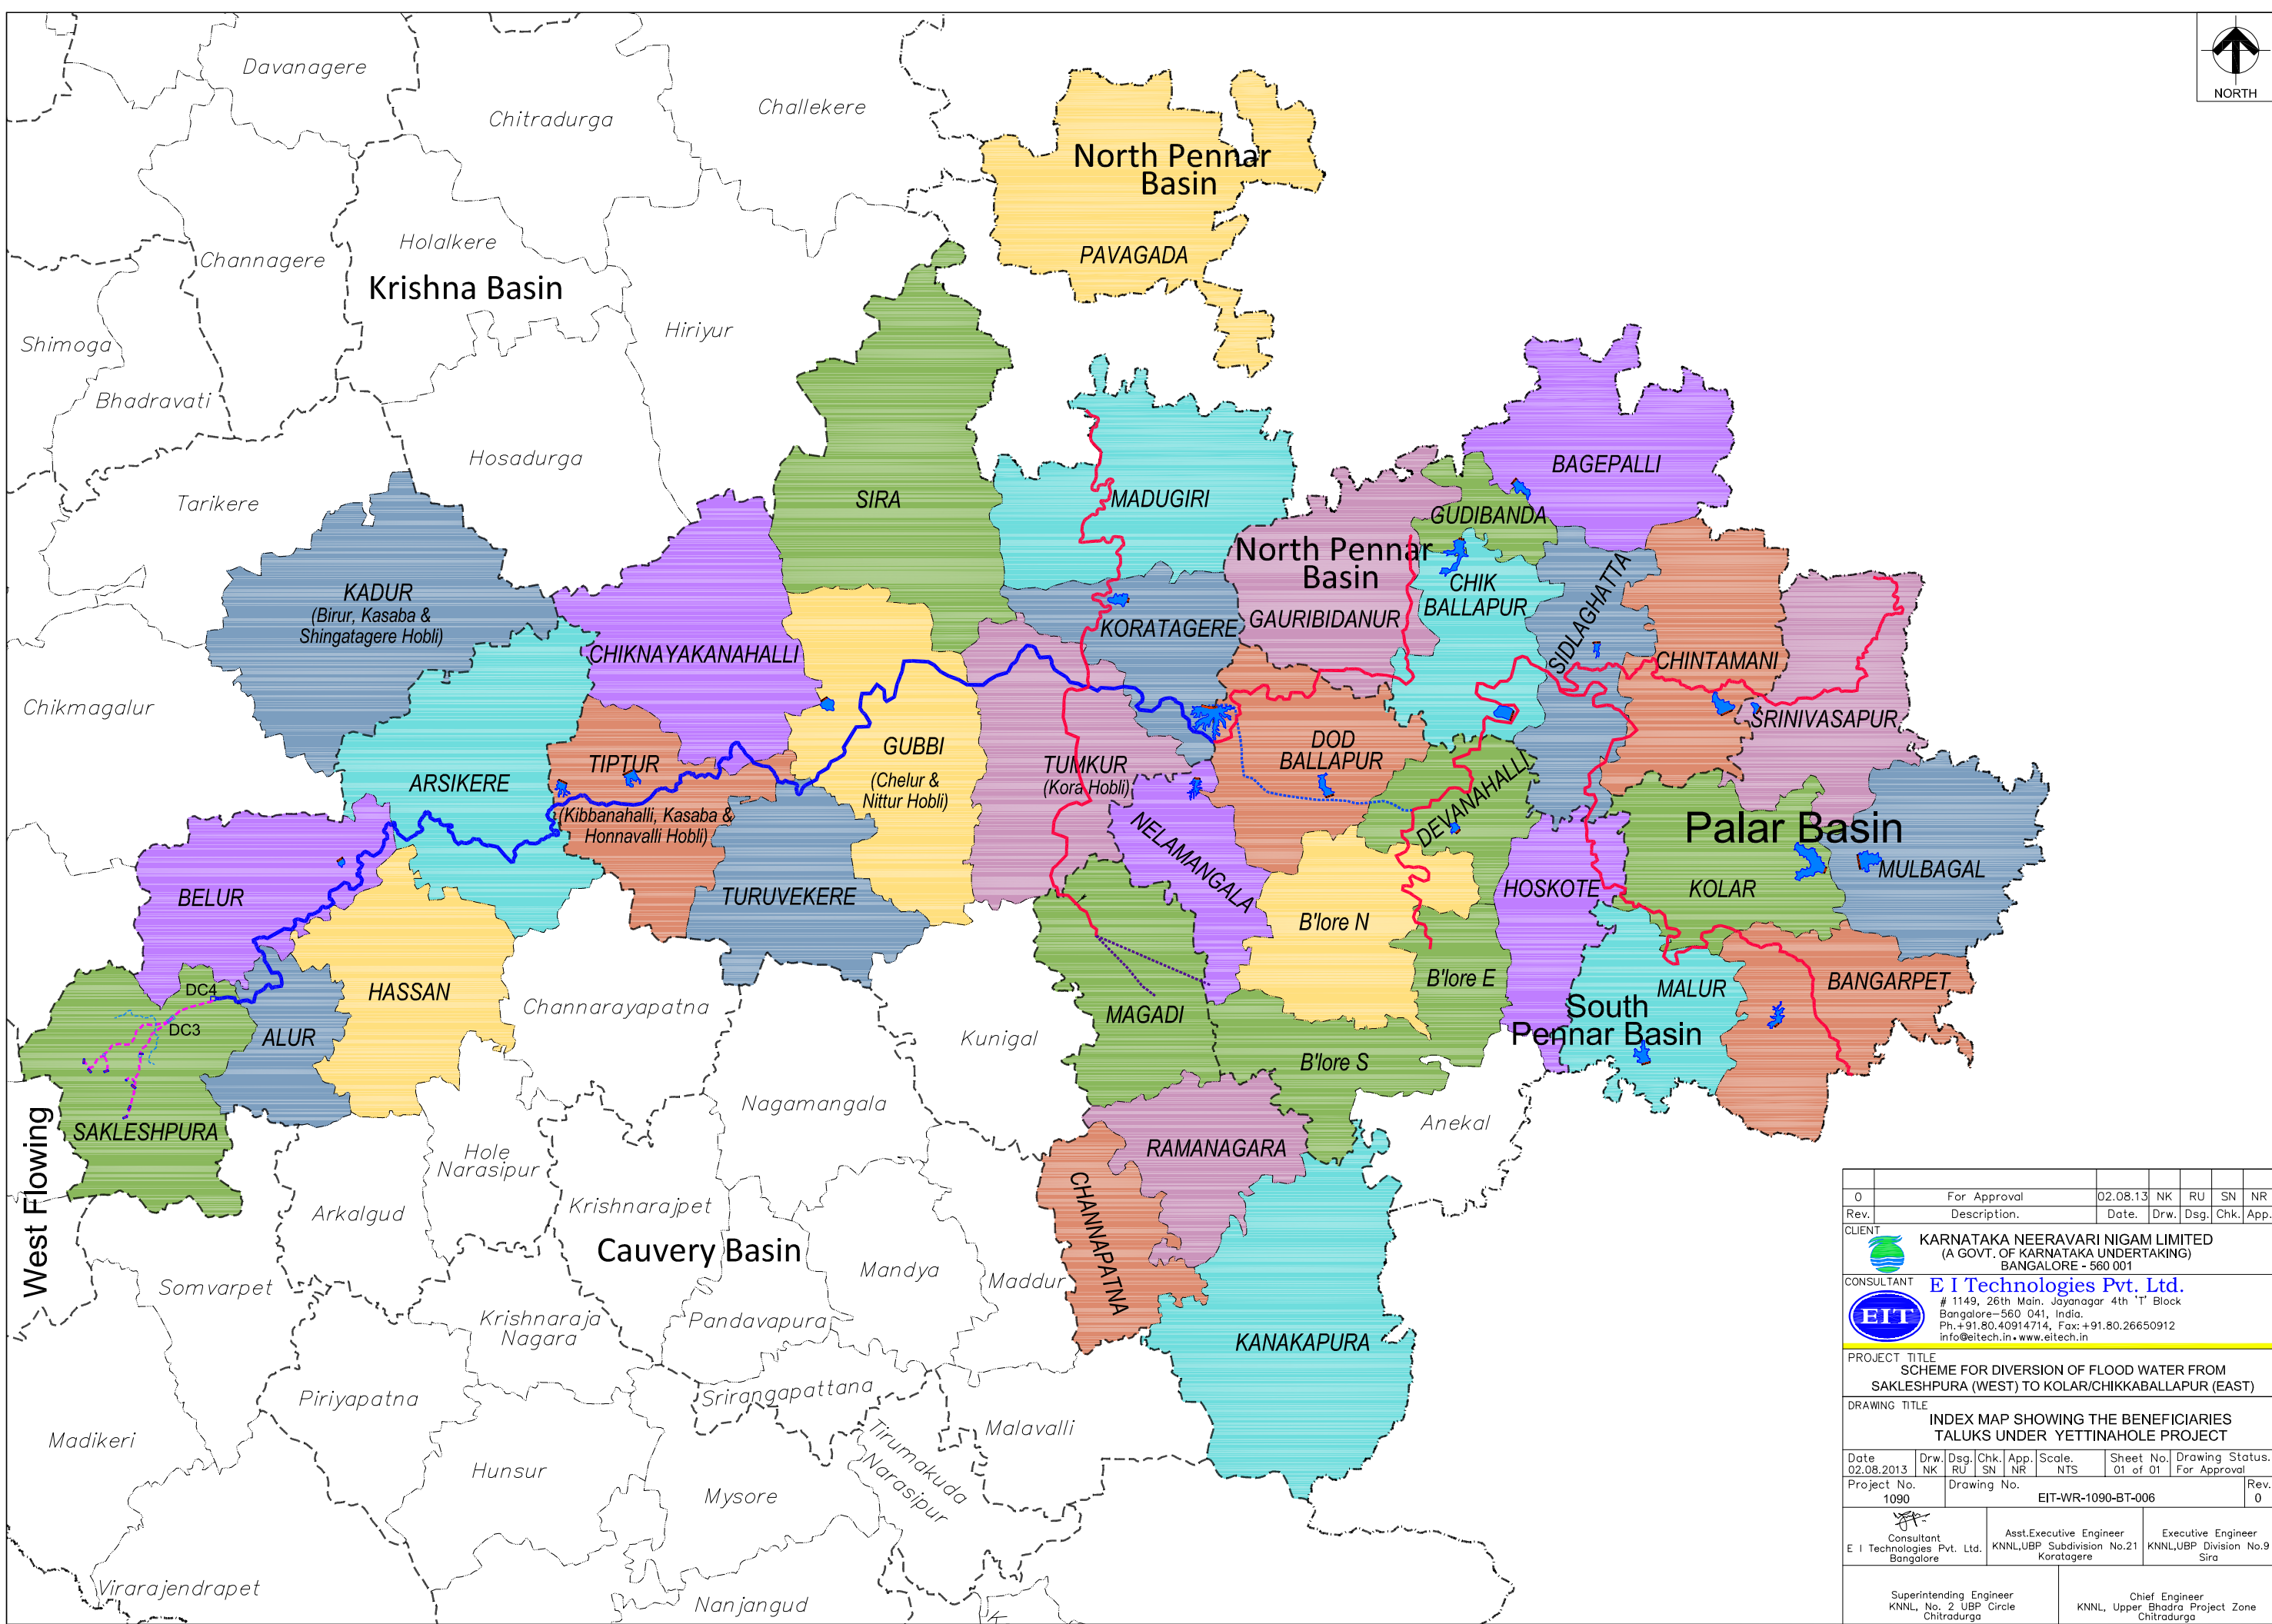 NORTH
Davanagere
Chitradurga
Challekere
North Pennar
Basin
PAVAGADA
Holalkere
Channagere
Krishna Basin
Hiriyur
Shimoga
Bhadravati
Hosadurga
Tarikere
SIRA
MADUGIRI
BAGEPALLI
GUDIBANDA
North Pennar
Basin
GAURIBIDANUR
CHIK
BALLAPUR
SIDLAGHATTA
KADUR
(Birur, Kasaba &
Shingatagere Hobli)
KORATAGERE
CHIKNAYAKANAHALLI
CHINTAMANI
SRINIVASAPUR
Chikmagalur
ARSIKERE
TIPTUR
(Kibbanahalli, Kasaba &
Honnavalli Hobli)
GUBBI
(Chelur &
Nittur Hobli)
TUMKUR
(Kora Hobli)
DOD
BALLAPUR
DEVANAHALLI
NELAMANGALA
Palar Basin
KOLAR
MULBAGAL
HOSKOTE
BELUR
TURUVEKERE
B'lore N
B'lore E
HASSAN
DC4
DC3
ALUR
Channarayapatna
Kunigal
MAGADI
MALUR
BANGARPET
South
Pennar Basin
B'lore S
Nagamangala
Anekal
SAKLESHPURA
West Flowing
Hole
Narasipur
RAMANAGARA
CHANNAPATNA
Arkalgud
Krishnarajpet
Cauvery Basin
Mandya
Maddur
Somvarpet
Krishnaraja
Nagara
Pandavapura
KANAKAPURA
Piriyapatna
Srirangapattana
Malavalli
Tirumakuda
Narasipur
Madikeri
Hunsur
Mysore
Virarajendrapet
Nanjangud
0 For Approval 02.08.13 NK RU SN NR
Rev. Description. Date. Drw. Dsg. Chk. App.
CLIENT
KARNATAKA NEERAVARI NIGAM LIMITED
(A GOVT. OF KARNATAKA UNDERTAKING)
BANGALORE - 560 001
CONSULTANT
EIT
E I Technologies Pvt. Ltd.
# 1149, 26th Main. Jayanagar 4th 'T' Block
Bangalore-560 041, India.
Ph.+91.80.40914714, Fax:+91.80.26650912
info@eitech.in•www.eitech.in
PROJECT TITLE
SCHEME FOR DIVERSION OF FLOOD WATER FROM
SAKLESHPURA (WEST) TO KOLAR/CHIKKABALLAPUR (EAST)
DRAWING TITLE
INDEX MAP SHOWING THE BENEFICIARIES
TALUKS UNDER YETTINAHOLE PROJECT
Date Drw. Dsg. Chk. App. Scale. Sheet No. Drawing Status.
02.08.2013 NK RU SN NR NTS 01 of 01 For Approval
Project No. Drawing No. Rev.
1090 EIT-WR-1090-BT-006 0
Consultant
E I Technologies Pvt. Ltd.
Bangalore
Asst.Executive Engineer
KNNL,UBP Subdivision No.21
Koratagere
Executive Engineer
KNNL,UBP Division No.9
Sira
Superintending Engineer
KNNL, No. 2 UBP Circle
Chitradurga
Chief Engineer
KNNL, Upper Bhadra Project Zone
Chitradurga